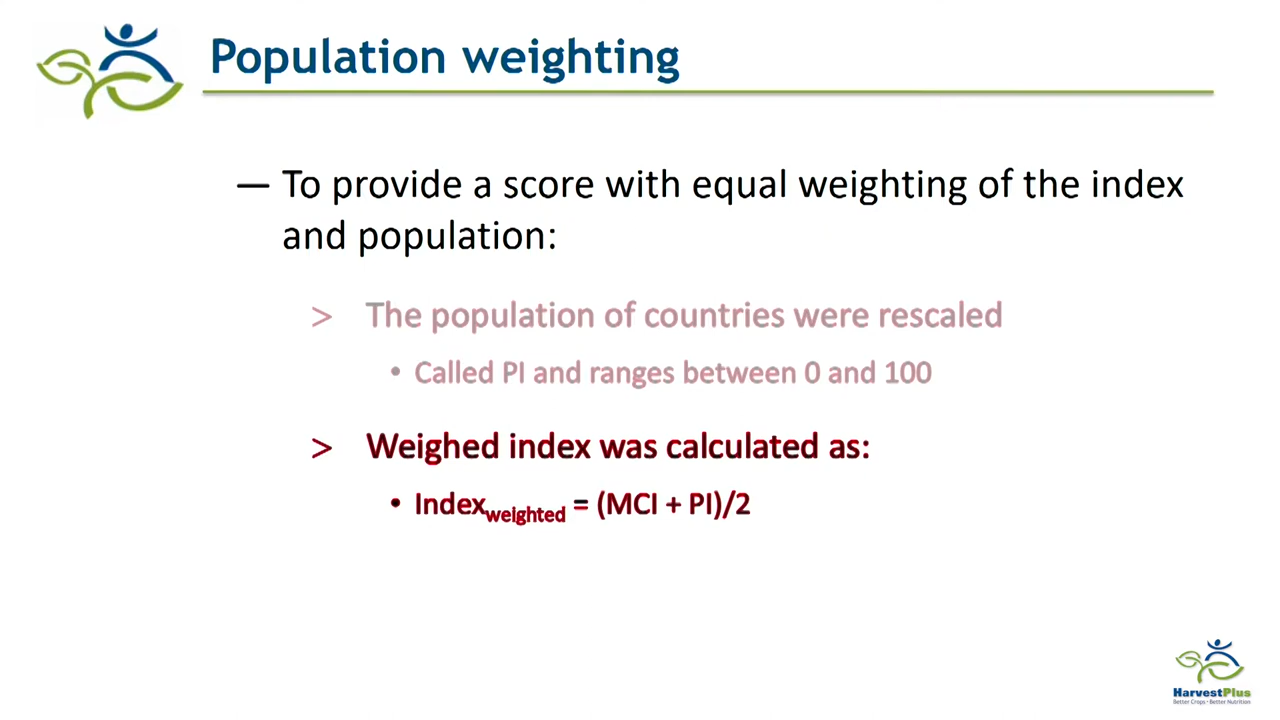 Population weighting
— To provide a score with equal weighting of the index
and population:
> The population of countries were rescaled
• Called PI and ranges between 0 and 100
> Weighed index was calculated as:
• Index weighted = (MCI + PI)/2
HarvestPlus
Better Crops • Better Nutrition